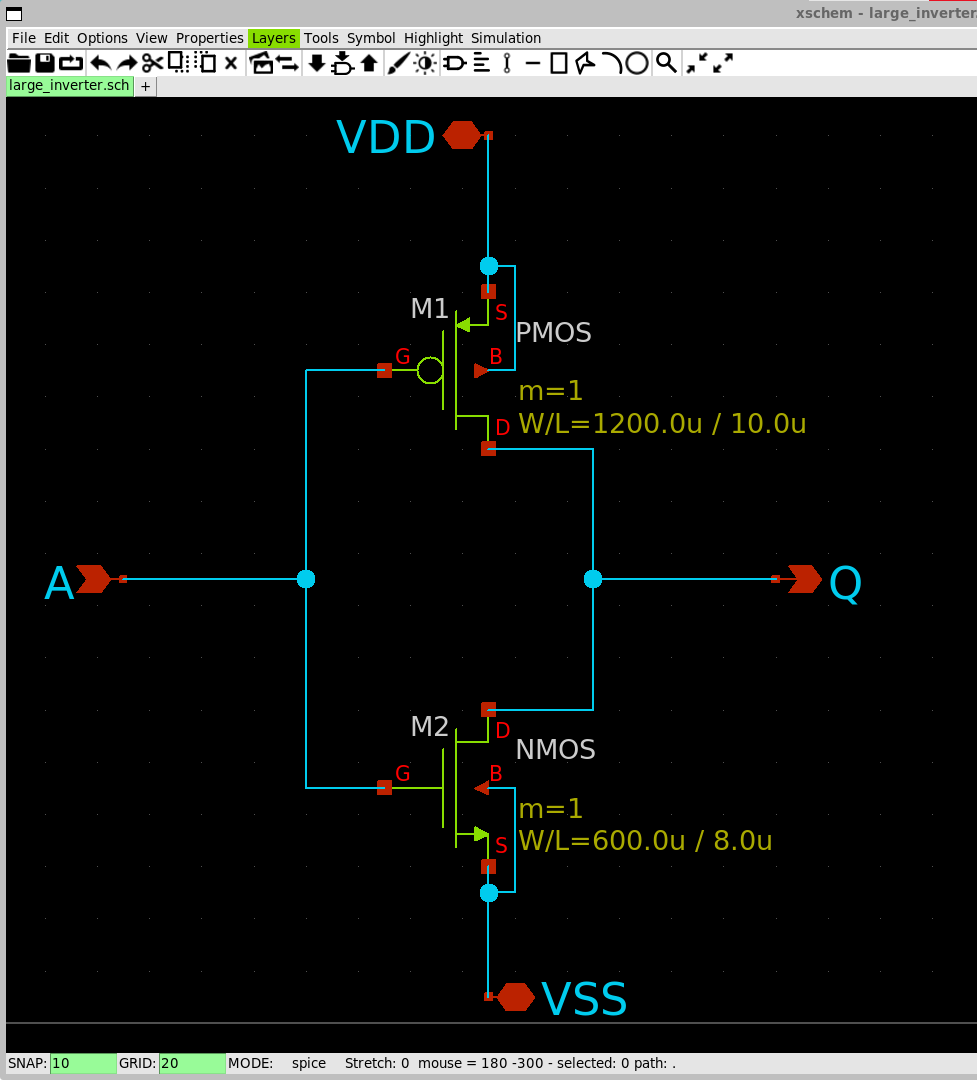 xschem - large_inverter.
File Edit Options View Properties Layers Tools Symbol Highlight Simulation
large_inverter.sch +
VDD
M1
S
PMOS
G
B
m=1
D
W/L=1200.0u / 10.0u
A
Q
M2
D
NMOS
G
B
m=1
W/L=600.0u / 8.0u
S
VSS
SNAP: 10 GRID: 20 MODE: spice Stretch: 0 mouse = 180 -300 - selected: 0 path: .